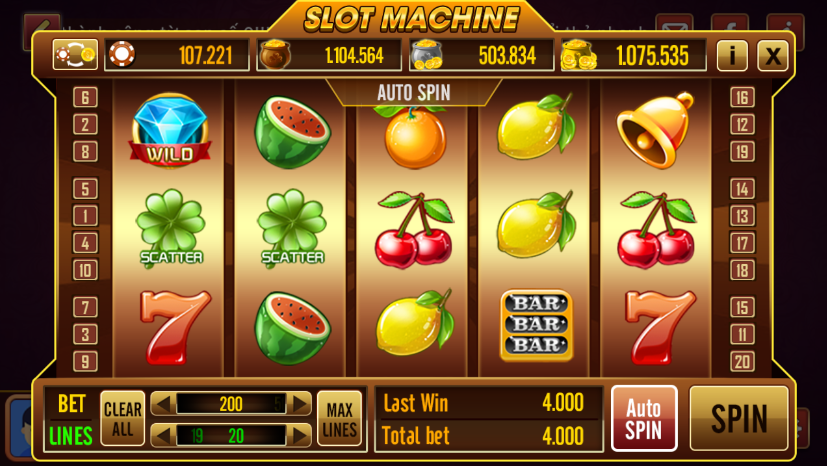 SLOT MACHINE
107.221 1.104.564 503.834 1.075.535 i X
AUTO SPIN
6 16
2 12
8 19
WILD
5 14
1 13
4 17
10 18
SCATTER SCATTER
7 15
3 11
9 20
BAR
BAR
BAR
BET CLEAR ALL 200 MAX LINES Last Win 4.000 Auto SPIN SPIN
LINES 19 20 Total bet 4.000